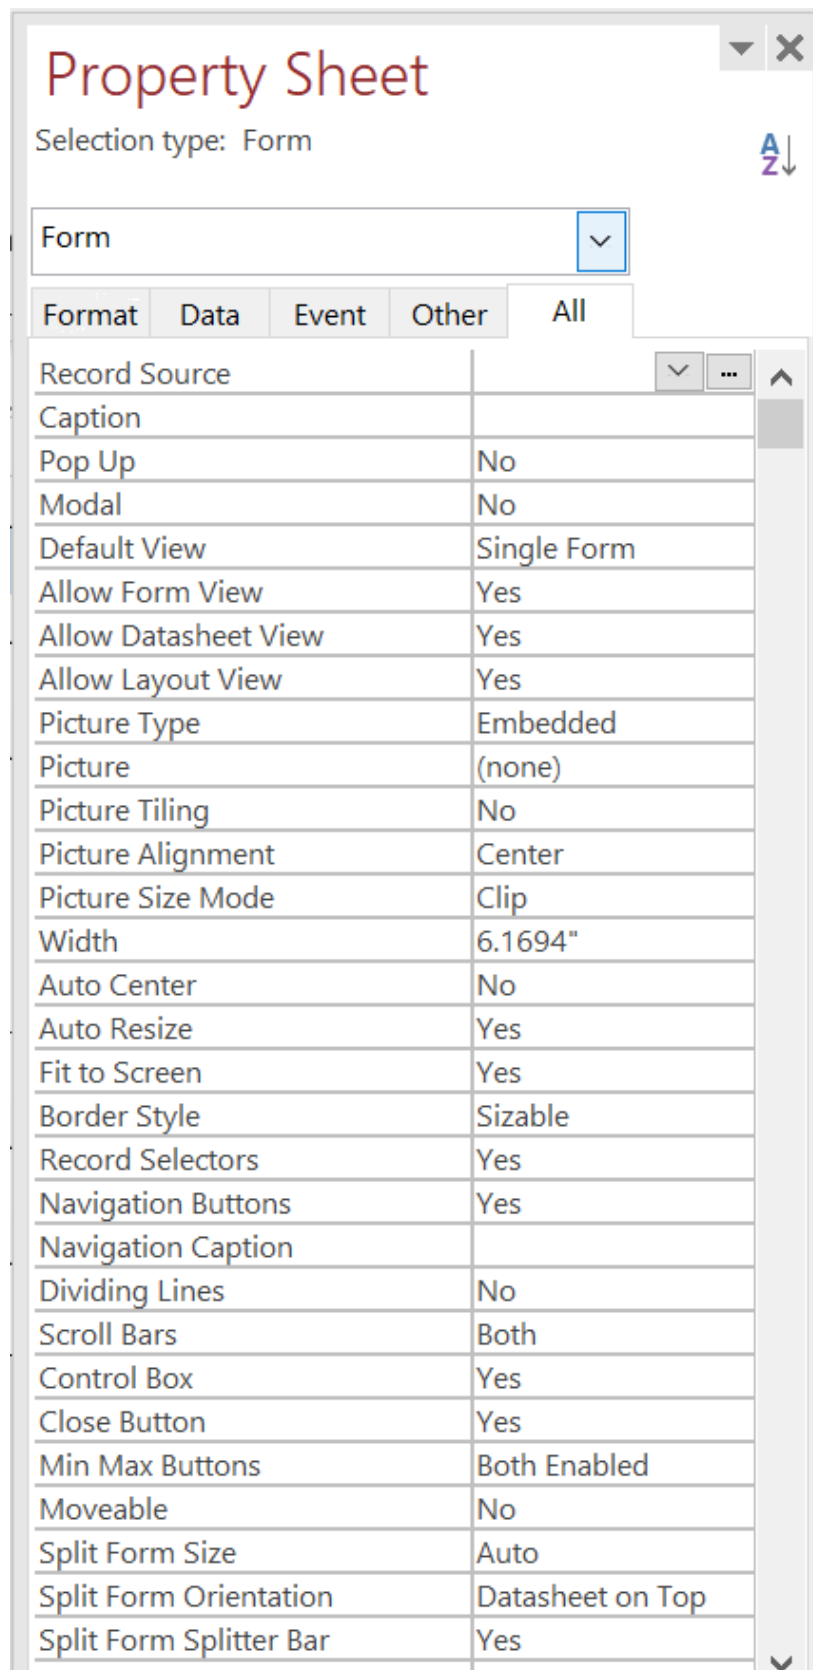 Property Sheet
Selection type: Form
AZ
Form
Format Data Event Other All
Record Source ...
Caption
Pop Up No
Modal No
Default View Single Form
Allow Form View Yes
Allow Datasheet View Yes
Allow Layout View Yes
Picture Type Embedded
Picture (none)
Picture Tiling No
Picture Alignment Center
Picture Size Mode Clip
Width 6.1694"
Auto Center No
Auto Resize Yes
Fit to Screen Yes
Border Style Sizable
Record Selectors Yes
Navigation Buttons Yes
Navigation Caption
Dividing Lines No
Scroll Bars Both
Control Box Yes
Close Button Yes
Min Max Buttons Both Enabled
Moveable No
Split Form Size Auto
Split Form Orientation Datasheet on Top
Split Form Splitter Bar Yes